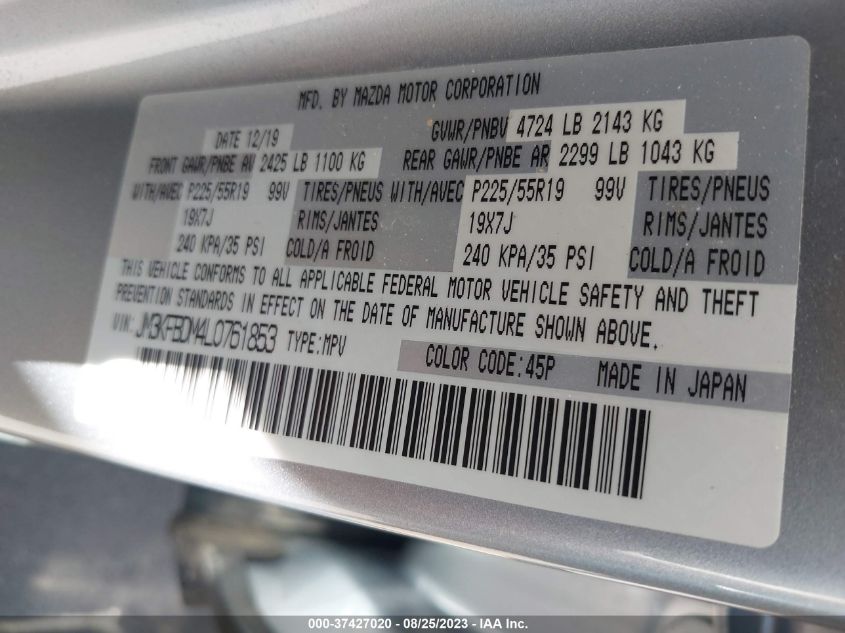 MFD. BY MAZDA MOTOR CORPORATION
DATE 12/19 GVWR/PNBV 4724 LB 2143 KG
FRONT GAWR/PNBE AV 2425 LB 1100 KG REAR GAWR/PNBE AR 2299 LB 1043 KG
WITH/AVEC P225/55R19 99V TIRES/PNEUS WITH/AVEC P225/55R19 99V TIRES/PNEUS
19X7J RIMS/JANTES 19X7J RIMS/JANTES
240 KPA/35 PSI COLD/A FROID 240 KPA/35 PSI COLD/A FROID
THIS VEHICLE CONFORMS TO ALL APPLICABLE FEDERAL MOTOR VEHICLE SAFETY AND THEFT
PREVENTION STANDARDS IN EFFECT ON THE DATE OF MANUFACTURE SHOWN ABOVE.
VIN: JM3KFBDM4L0761853 TYPE:MPV
COLOR CODE:45P MADE IN JAPAN
000-37427020 - 08/25/2023 - IAA Inc.